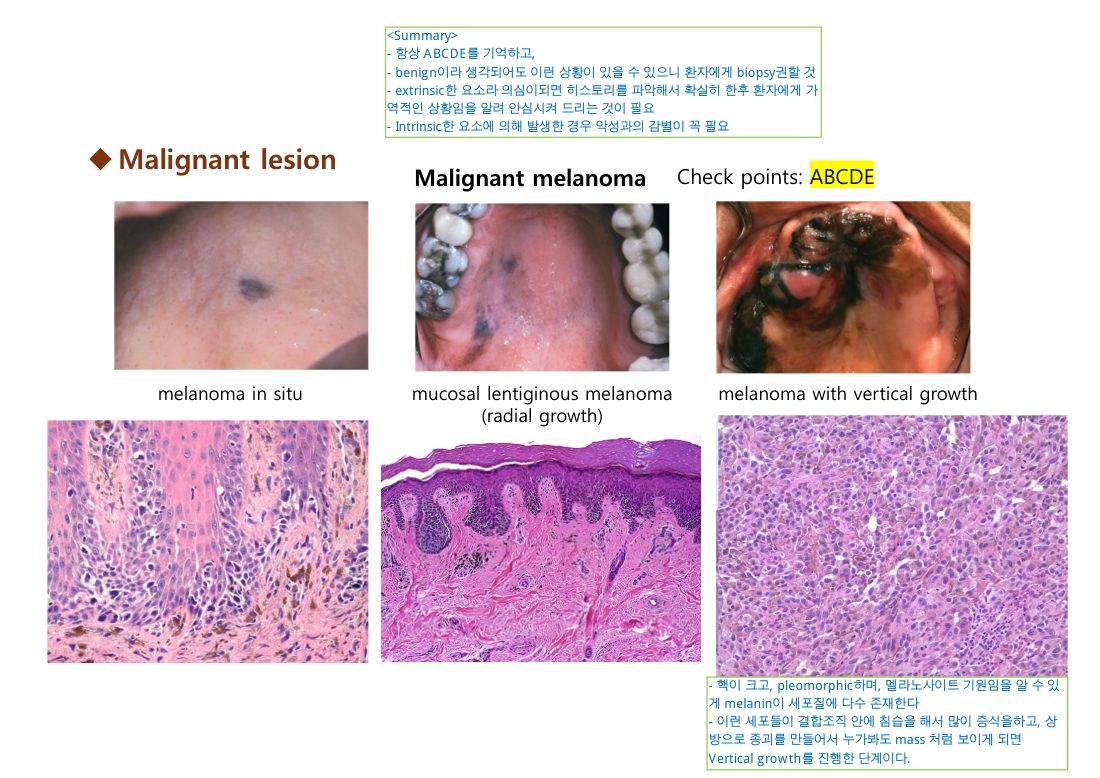 <Summary>
- 항상 ABCDE를 기억하고,
- benign이라 생각되어도 이런 상황이 있을 수 있으니 환자에게 biopsy권할 것
- extrinsic한 요소라 의심이되면 히스토리를 파악해서 확실히 한후 환자에게 가
역적인 상황임을 알려 안심시켜 드리는 것이 필요
- Intrinsic한 요소에 의해 발생한 경우 악성과의 감별이 꼭 필요
◆ Malignant lesion
Malignant melanoma
Check points: ABCDE
melanoma in situ
mucosal lentiginous melanoma
(radial growth)
melanoma with vertical growth
- 핵이 크고, pleomorphic하며, 멜라노사이트 기원임을 알 수 있
게 melanin이 세포질에 다수 존재한다
- 이런 세포들이 결합조직 안에 침습을 해서 많이 증식을하고, 상
방으로 종괴를 만들어서 누가봐도 mass 처럼 보이게 되면
Vertical growth를 진행한 단계이다.